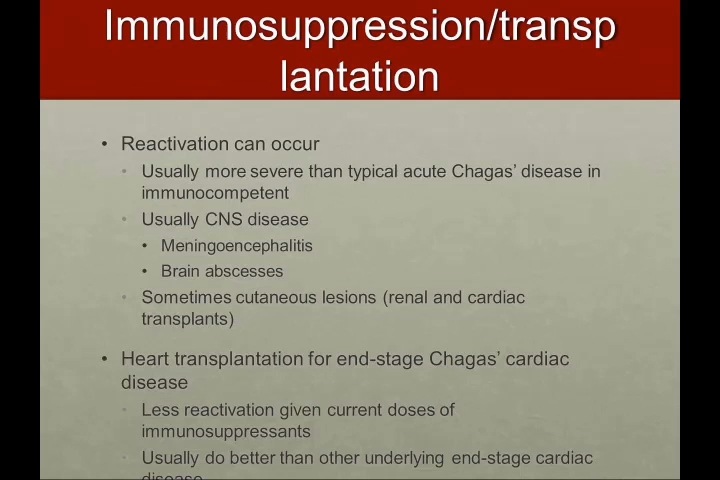 Immunosuppression/transp
lantation
• Reactivation can occur
• Usually more severe than typical acute Chagas’ disease in
immunocompetent
• Usually CNS disease
• Meningoencephalitis
• Brain abscesses
• Sometimes cutaneous lesions (renal and cardiac
transplants)
• Heart transplantation for end-stage Chagas’ cardiac
disease
• Less reactivation given current doses of
immunosuppressants
• Usually do better than other underlying end-stage cardiac
disease